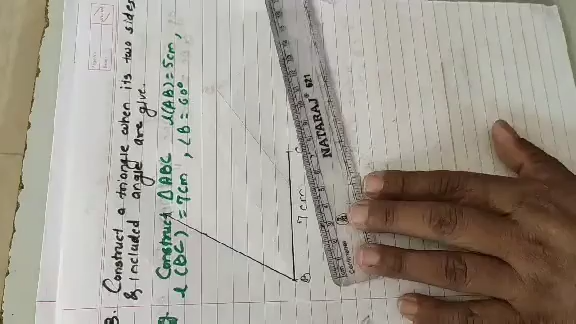 3. Construct a triangle when its two sides
& included angle are give.
Construct △ABC l(AB)=5cm,
l(BC)=7cm, ∠B=60°
7cm
B
NATARAJ 621